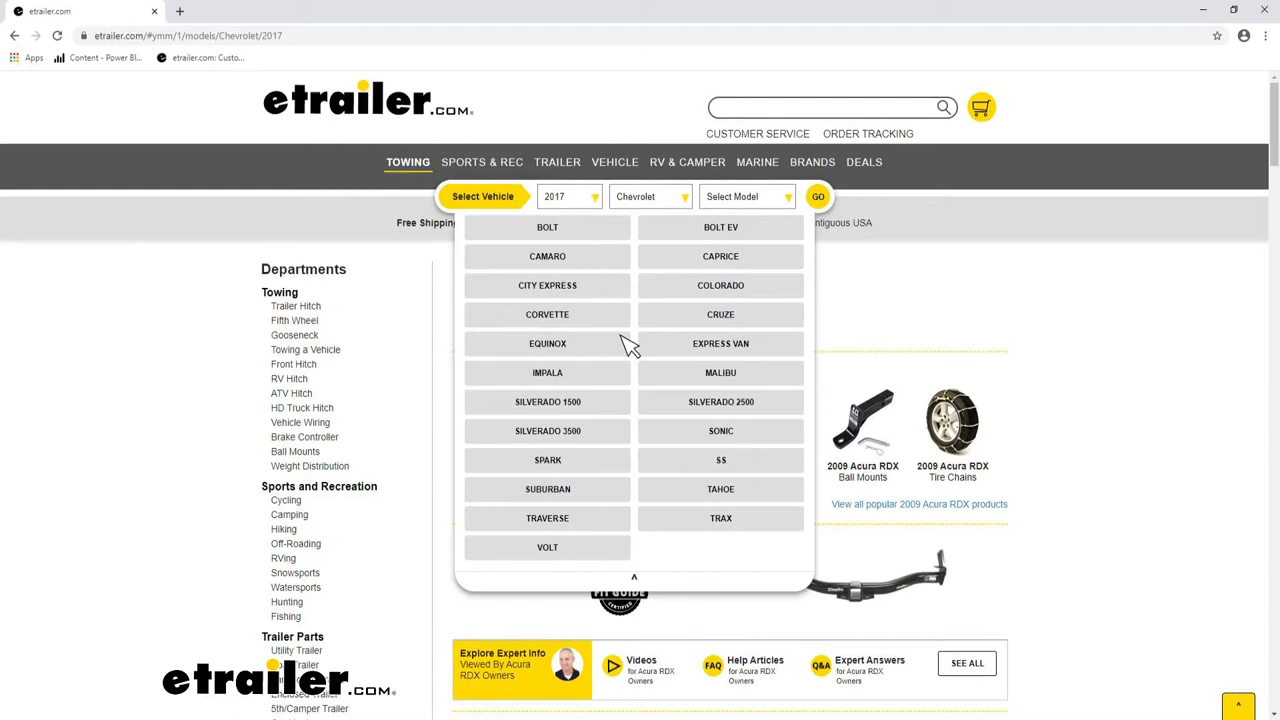 etrailer.com
etrailer.com/#ymm/1/models/Chevrolet/2017
Apps
Content - Power Bl...
etrailer.com: Custo...
etrailer.com.
CUSTOMER SERVICE
ORDER TRACKING
TOWING
SPORTS & REC
TRAILER
VEHICLE
RV & CAMPER
MARINE
BRANDS
DEALS
Select Vehicle
2017
Chevrolet
Select Model
GO
Free Shipping
ntiguous USA
BOLT
BOLT EV
CAMARO
CAPRICE
CITY EXPRESS
COLORADO
CORVETTE
CRUZE
EQUINOX
EXPRESS VAN
IMPALA
MALIBU
SILVERADO 1500
SILVERADO 2500
SILVERADO 3500
SONIC
SPARK
SS
SUBURBAN
TAHOE
TRAVERSE
TRAX
VOLT
Departments
Towing
Trailer Hitch
Fifth Wheel
Gooseneck
Towing a Vehicle
Front Hitch
RV Hitch
ATV Hitch
HD Truck Hitch
Vehicle Wiring
Brake Controller
Ball Mounts
Weight Distribution
Sports and Recreation
Cycling
Camping
Hiking
Off-Roading
RVing
Snowsports
Watersports
Hunting
Fishing
Trailer Parts
Utility Trailer
Trailer
Enclosed Trailer
5th/Camper Trailer
2009 Acura RDX
Ball Mounts
2009 Acura RDX
Tire Chains
View all popular 2009 Acura RDX products
FIT GUIDE
CERTIFIED
Explore Expert Info
Viewed By Acura
RDX Owners
Videos
for Acura RDX
Owners
FAQ
Help Articles
for Acura RDX
Owners
Q&A
Expert Answers
for Acura RDX
Owners
SEE ALL
etrailer.com.